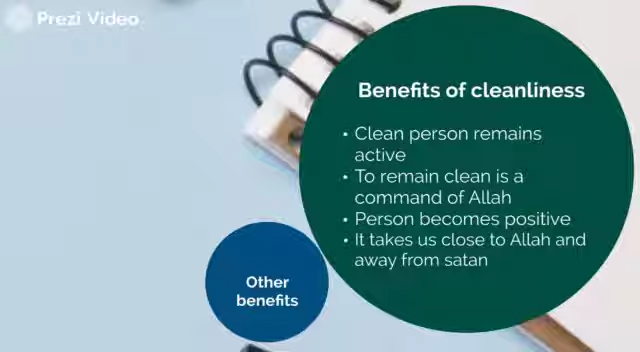 Prezi Video
Benefits of cleanliness
• Clean person remains
active
• To remain clean is a
command of Allah
• Person becomes positive
• It takes us close to Allah and
away from satan
Other
benefits